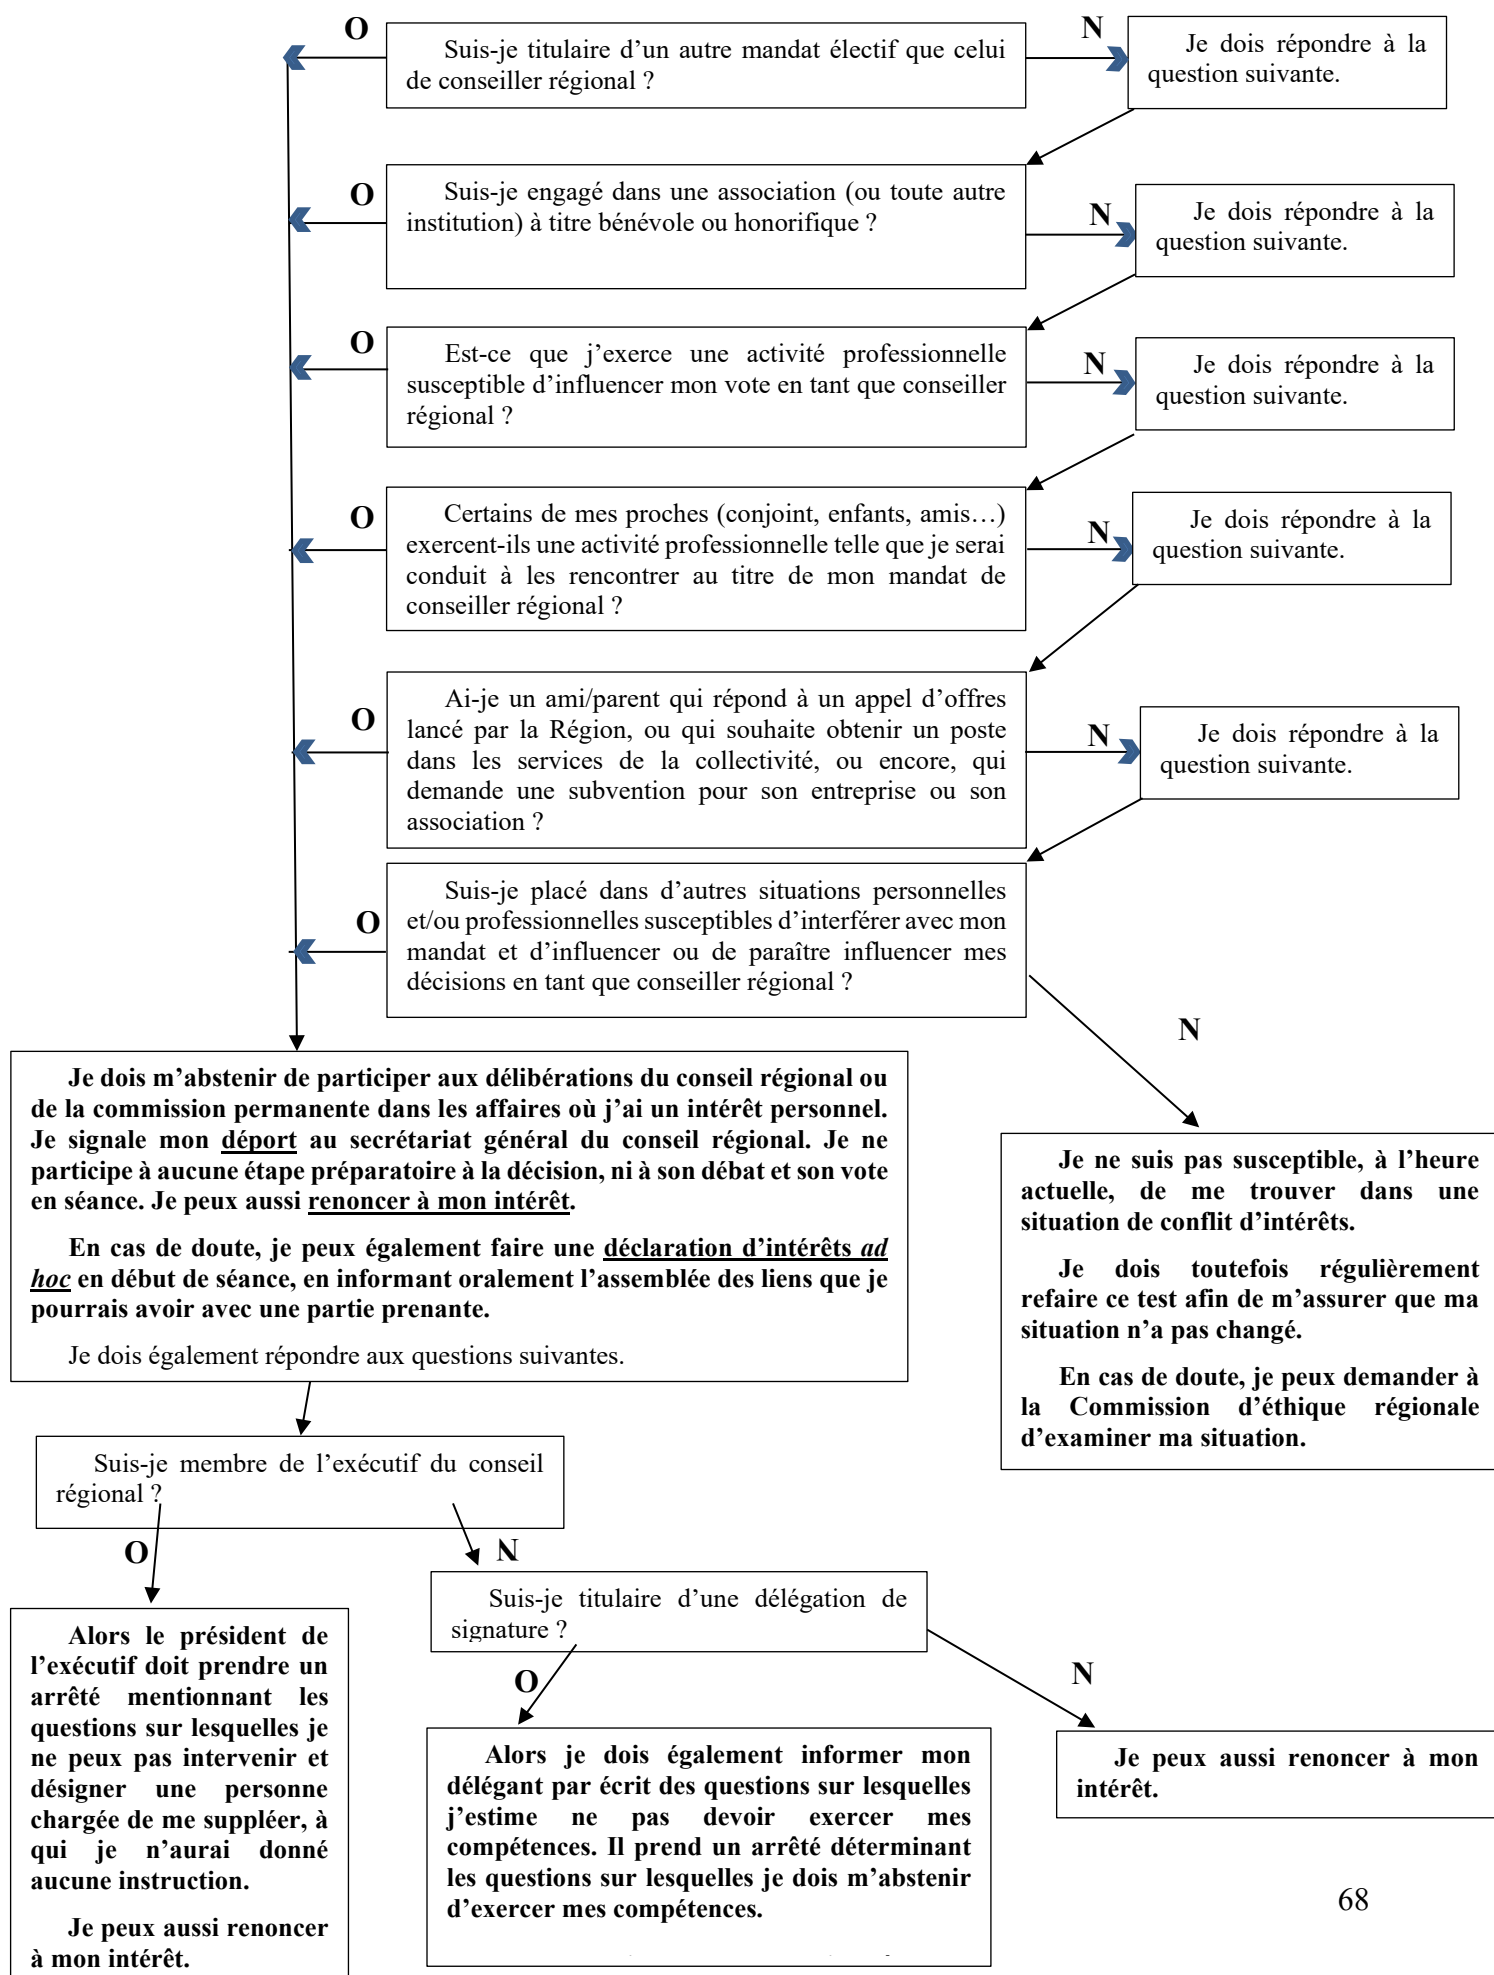 O
Suis-je titulaire d’un autre mandat électif que celui
de conseiller régional ?
N
Je dois répondre à la
question suivante.
O
Suis-je engagé dans une association (ou toute autre
institution) à titre bénévole ou honorifique ?
N
Je dois répondre à la
question suivante.
O
Est-ce que j’exerce une activité professionnelle
susceptible d’influencer mon vote en tant que conseiller
régional ?
N
Je dois répondre à la
question suivante.
O
Certains de mes proches (conjoint, enfants, amis…)
exercent-ils une activité professionnelle telle que je serai
conduit à les rencontrer au titre de mon mandat de
conseiller régional ?
N
Je dois répondre à la
question suivante.
O
Ai-je un ami/parent qui répond à un appel d’offres
lancé par la Région, ou qui souhaite obtenir un poste
dans les services de la collectivité, ou encore, qui
demande une subvention pour son entreprise ou son
association ?
N
Je dois répondre à la
question suivante.
O
Suis-je placé dans d’autres situations personnelles
et/ou professionnelles susceptibles d’interférer avec mon
mandat et d’influencer ou de paraître influencer mes
décisions en tant que conseiller régional ?
N
Je dois m’abstenir de participer aux délibérations du conseil régional ou
de la commission permanente dans les affaires où j’ai un intérêt personnel.
Je signale mon déport au secrétariat général du conseil régional. Je ne
participe à aucune étape préparatoire à la décision, ni à son débat et son vote
en séance. Je peux aussi renoncer à mon intérêt.
En cas de doute, je peux également faire une déclaration d’intérêts ad
hoc en début de séance, en informant oralement l’assemblée des liens que je
pourrais avoir avec une partie prenante.
Je dois également répondre aux questions suivantes.
Je ne suis pas susceptible, à l’heure
actuelle, de me trouver dans une
situation de conflit d’intérêts.
Je dois toutefois régulièrement
refaire ce test afin de m’assurer que ma
situation n’a pas changé.
En cas de doute, je peux demander à
la Commission d’éthique régionale
d’examiner ma situation.
Suis-je membre de l’exécutif du conseil
régional ?
O
N
Suis-je titulaire d’une délégation de
signature ?
O
N
Alors le président de
l’exécutif doit prendre un
arrêté mentionnant les
questions sur lesquelles je
ne peux pas intervenir et
désigner une personne
chargée de me suppléer, à
qui je n’aurai donné
aucune instruction.
Je peux aussi renoncer
à mon intérêt.
Alors je dois également informer mon
délégant par écrit des questions sur lesquelles
j’estime ne pas devoir exercer mes
compétences. Il prend un arrêté déterminant
les questions sur lesquelles je dois m’abstenir
d’exercer mes compétences.
Je peux aussi renoncer à mon
intérêt.
68